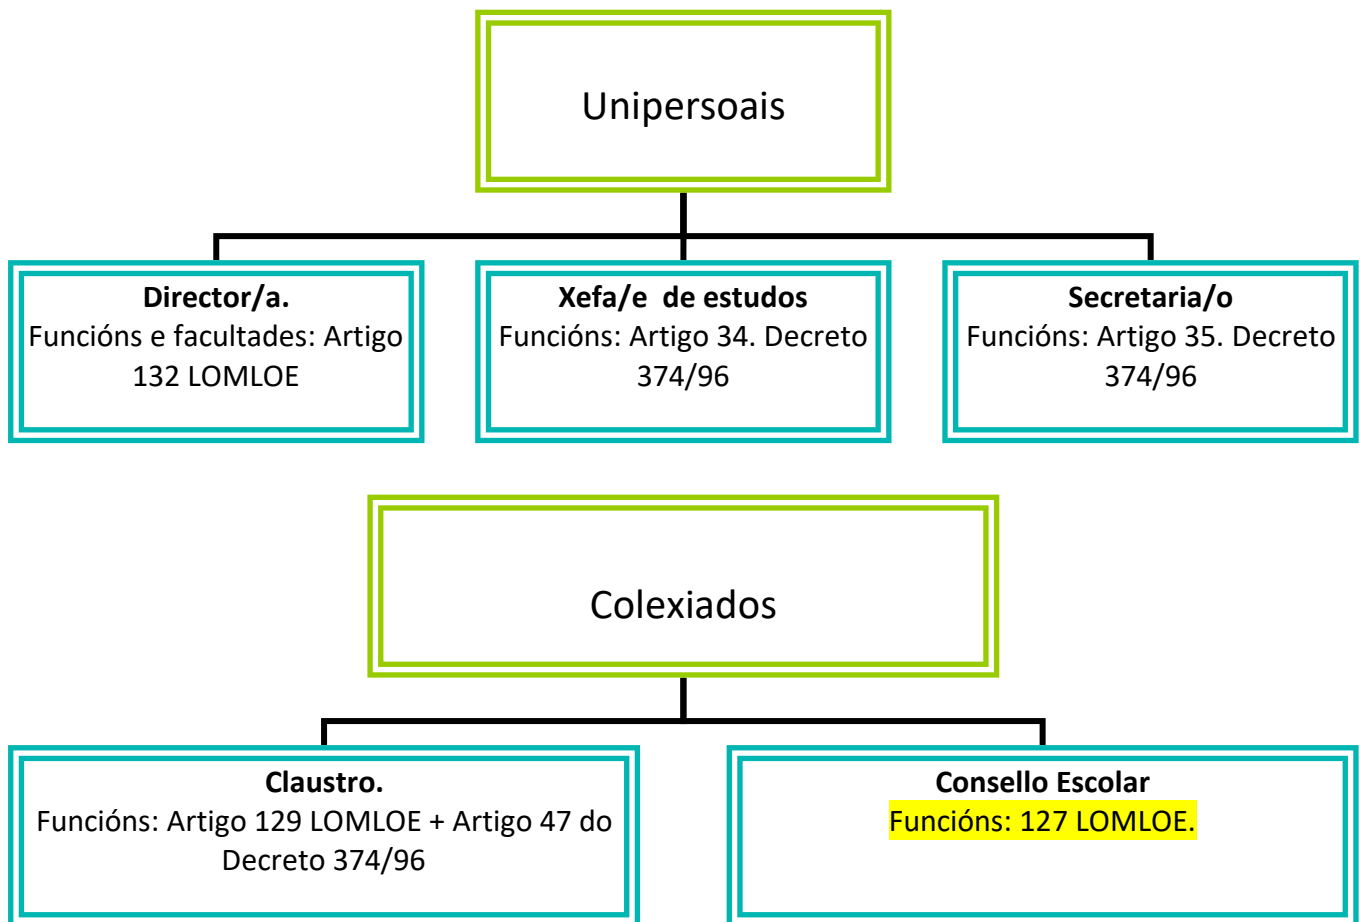 Unipersoais
Director/a.
Funcións e facultades: Artigo
132 LOMLOE
Xefa/e  de estudos
Funcións: Artigo 34. Decreto
374/96
Secretaria/o
Funcións: Artigo 35. Decreto
374/96
Colexiados
Claustro.
Funcións: Artigo 129 LOMLOE + Artigo 47 do
Decreto 374/96
Consello Escolar
Funcións: 127 LOMLOE.